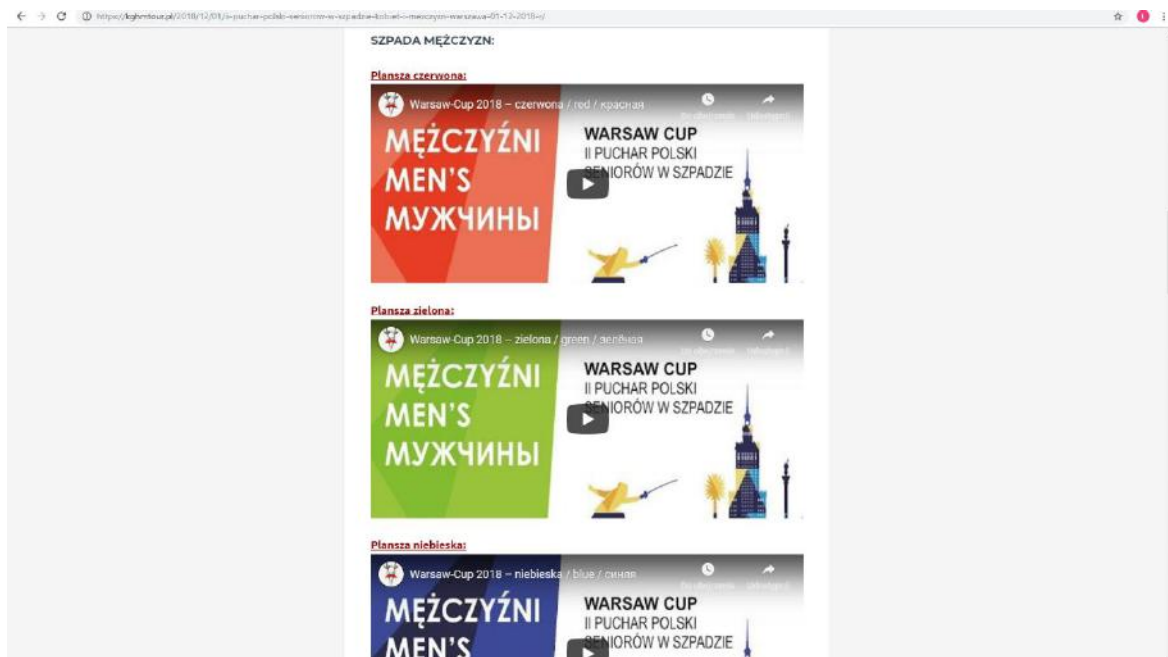 SZPADA MĘŻCZYZN:
Plansza czerwona:
Warsaw-Cup 2018 – czerwona / red / красная
MĘŻCZYŹNI
MEN'S
МУЖЧИНЫ
WARSAW CUP
II PUCHAR POLSKI
SENIORÓW W SZPADZIE
Plansza zielona:
Warsaw-Cup 2018 – zielona / green / зелёная
MĘŻCZYŹNI
MEN'S
МУЖЧИНЫ
WARSAW CUP
II PUCHAR POLSKI
SENIORÓW W SZPADZIE
Plansza niebieska:
Warsaw-Cup 2018 – niebieska / blue / синяя
MĘŻCZYŹNI
MEN'S
WARSAW CUP
II PUCHAR POLSKI
SENIORÓW W SZPADZIE